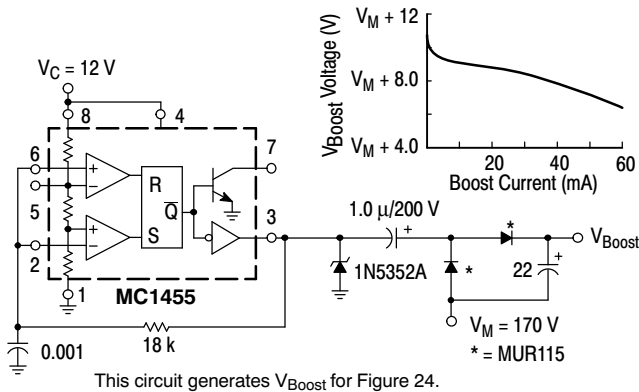 V_C = 12 V
8
4
6
5
2
1
7
3
+
−
+
−
R
S
Q̅
MC1455
0.001
18 k
1N5352A
1.0 µ/200 V
+
*
*
22
+
V_Boost
V_M = 170 V
* = MUR115
V_Boost Voltage (V)
V_M + 12
V_M + 8.0
V_M + 4.0
20
40
60
Boost Current (mA)
This circuit generates V_Boost for Figure 24.